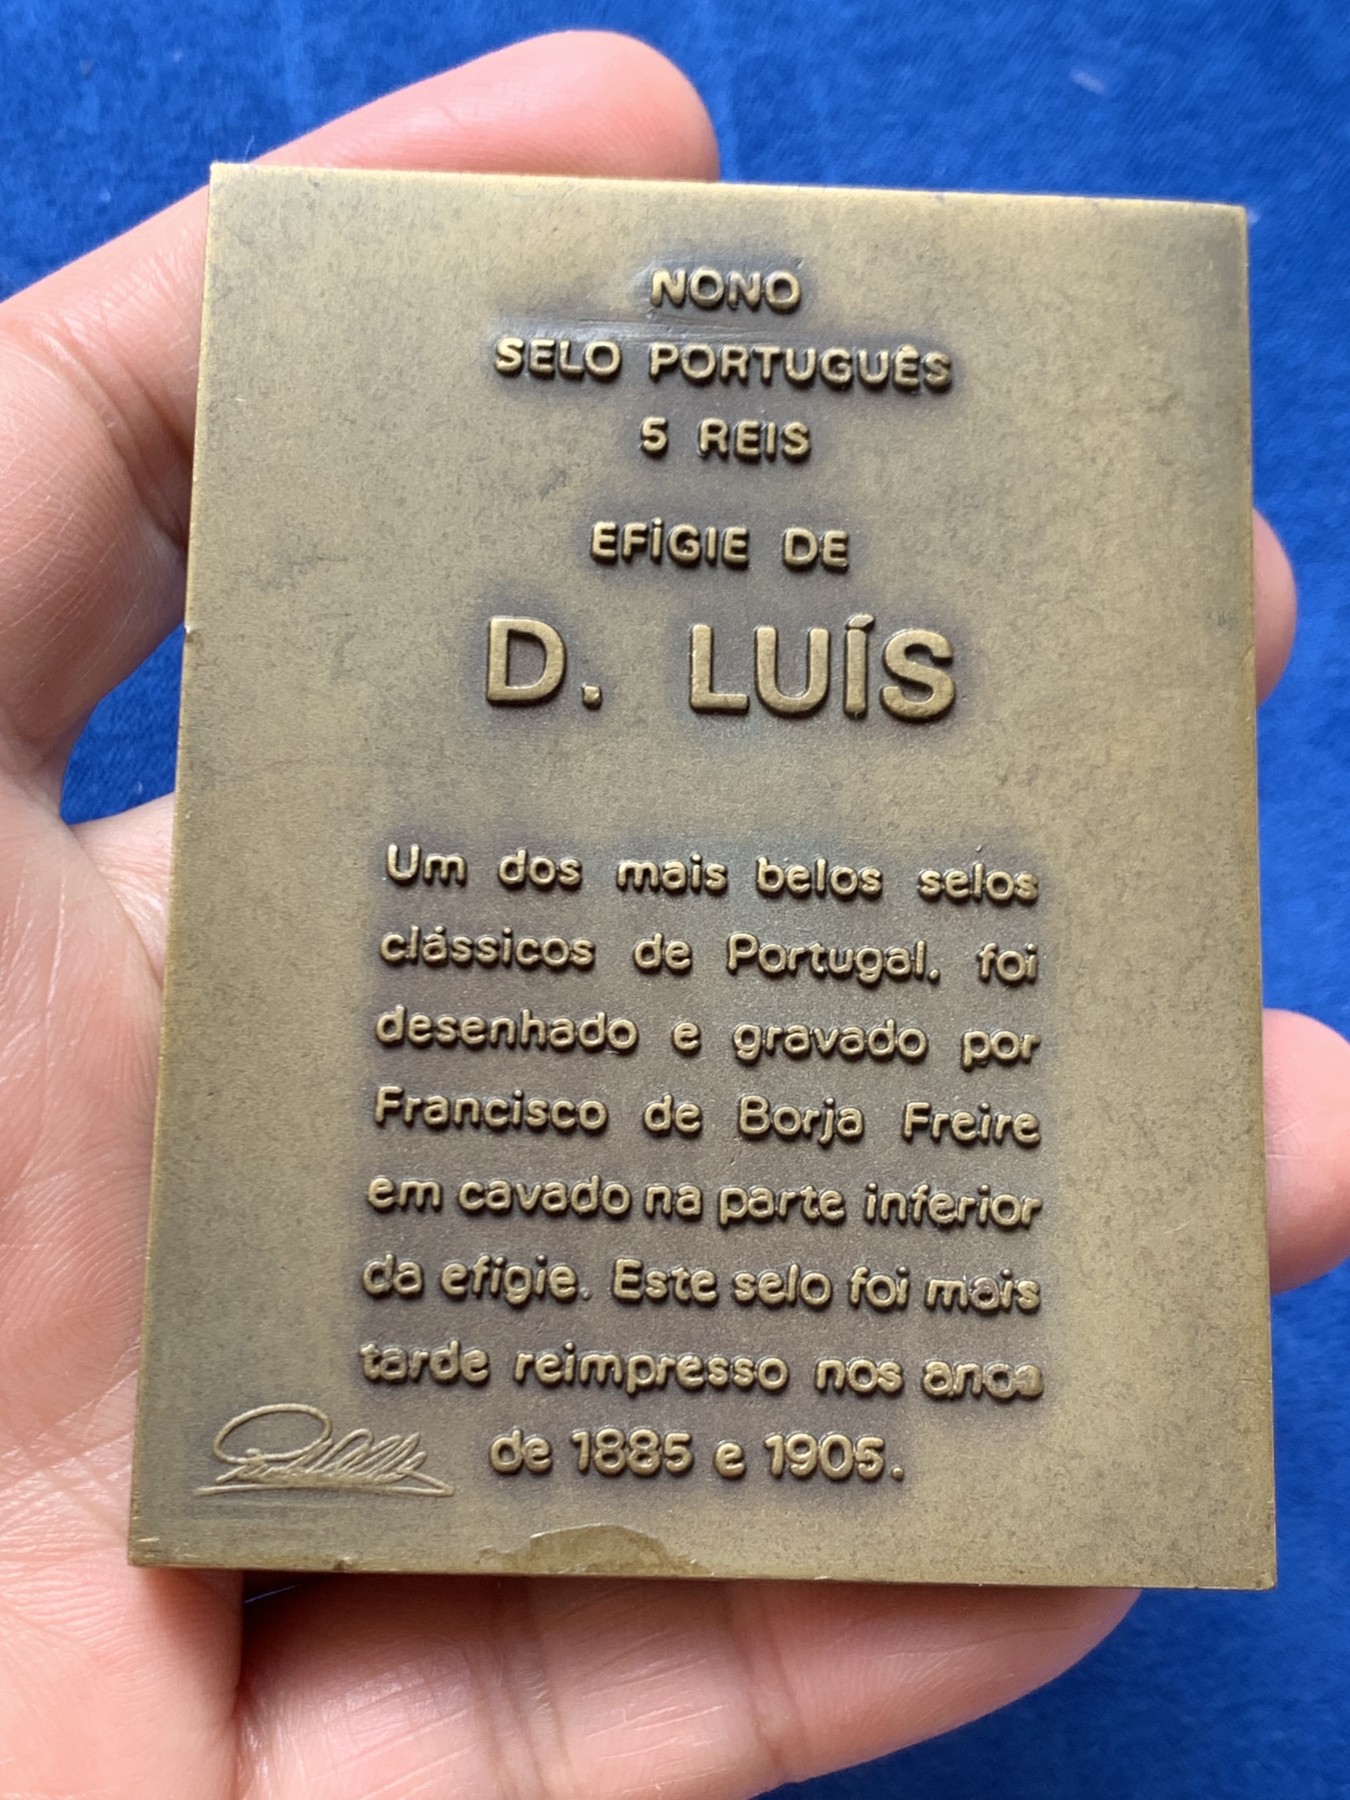 NONO
SELO PORTUGUÊS
5 REIS
EFÍGIE DE
D. LUÍS
Um dos mais belos selos
clássicos de Portugal, foi
desenhado e gravado por
Francisco de Borja Freire
em cavado na parte inferior
da efígie. Este selo foi mais
tarde reimpresso nos anos
de 1885 e 1905.